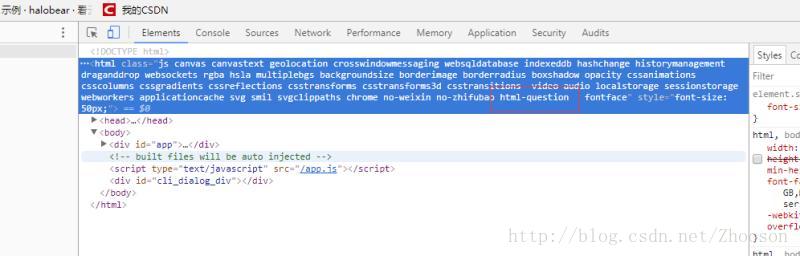 示例 · halobear · 看云
我的CSDN
Elements Console Sources Network Timeline Profiles Memory Application Security Audits
<!DOCTYPE html>
···<html class="js canvas canvastext geolocation crosswindowmessaging websqldatabase indexeddb hashchange historymanagement
draganddrop websockets rgba hsla multiplebgs backgroundsize borderimage borderradius boxshadow opacity cssanimations
csscolumns cssgradients cssreflections csstransforms csstransforms3d csstransitions video audio localstorage sessionstorage
webworkers applicationcache svg smil svgclippaths chrome no-weixin no-zhifubao html-question fontface" style="font-size:
50px;"> == $0
▶<head>…</head>
▼<body>
▶<div id="app">…</div>
<!-- built files will be auto injected -->
<script type="text/javascript" src="/app.js"></script>
<div id="cli_dialog_div"></div>
</body>
</html>
Styles Co
Filter
element.s
font-s
}
html, bod
width:
height
min-he
font-f
GB,
ser
-webki
overfl
}
html, bod
http://blog.csdn.net/Zhooson